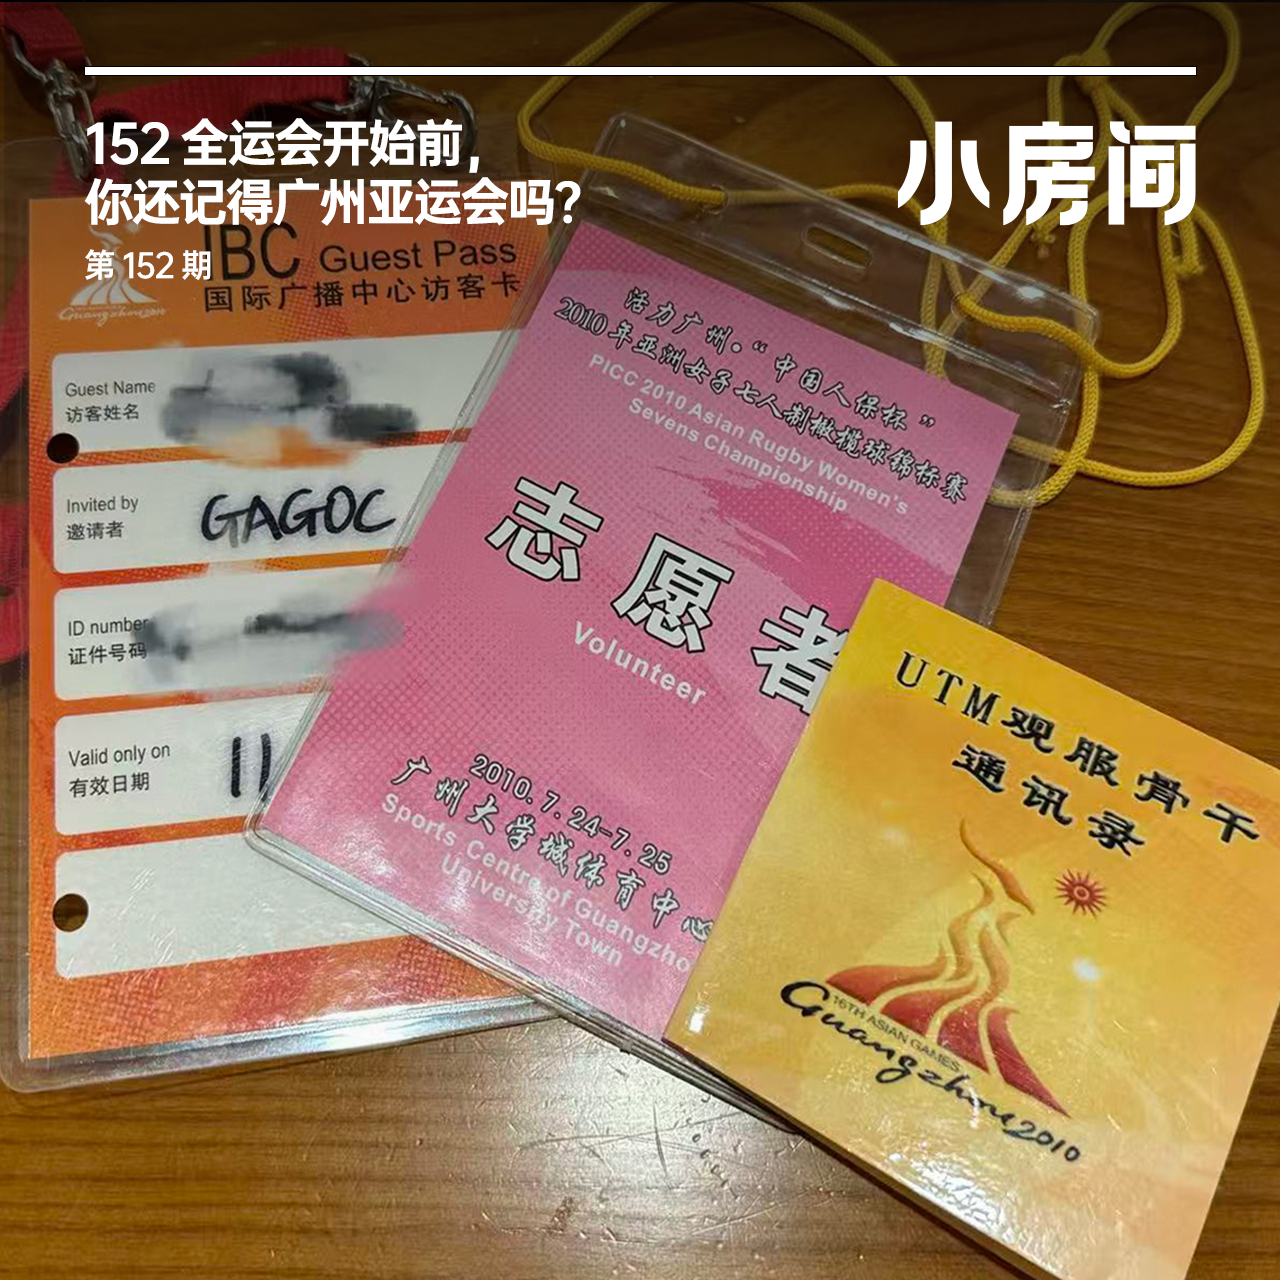 152 全运会开始前，
你还记得广州亚运会吗？
第 152 期
小房间
IBC Guest Pass
国际广播中心访客卡
Guangzhou 2010
Guest Name
访客姓名
Invited by
邀请者
GAGOC
ID number
证件号码
Valid only on
有效日期
11
活力广州。“中国人保杯”
2010年亚洲女子七人制橄榄球锦标赛
PICC 2010 Asian Rugby Women's
Sevens Championship
志愿者
Volunteer
2010.7.24-7.25
广州大学城体育中心
Sports Centre of Guangzho
University Town
UTM观服骨干
通讯录
16TH ASIAN GAMES
Guangzhou 2010